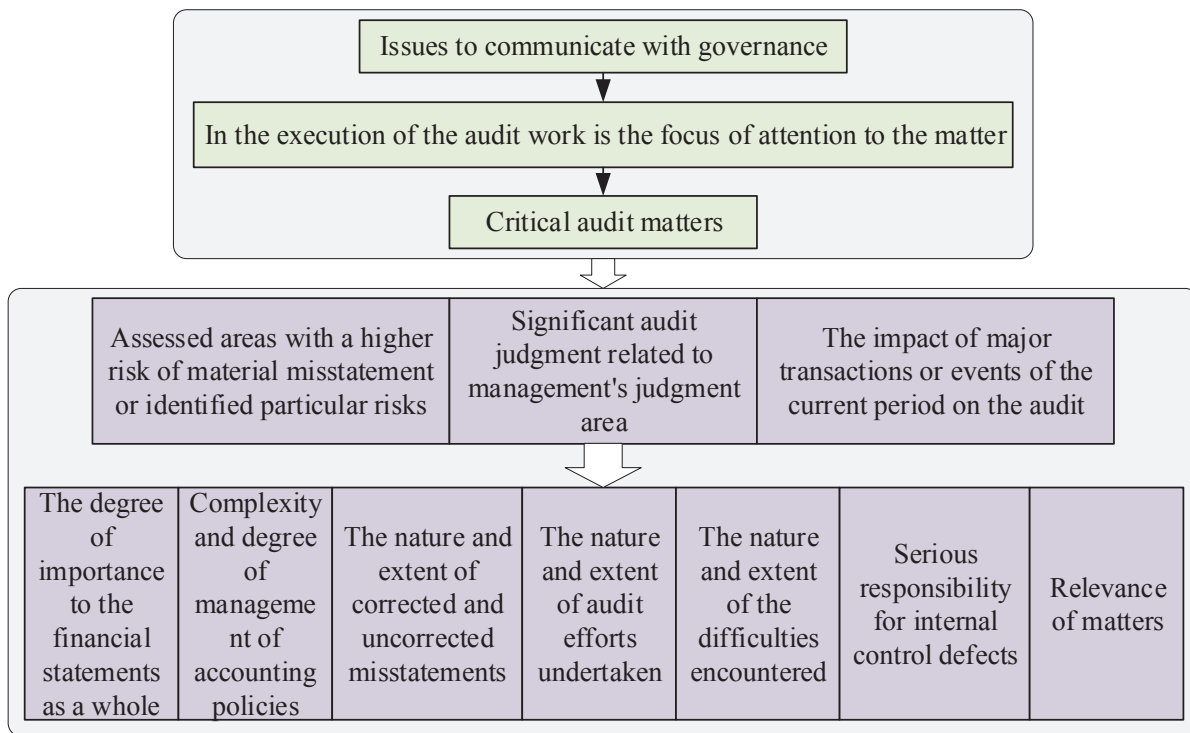 Issues to communicate with governance
In the execution of the audit work is the focus of attention to the matter
Critical audit matters
Assessed areas with a higher
risk of material misstatement
or identified particular risks
Significant audit
judgment related to
management's judgment
area
The impact of major
transactions or events of the
current period on the audit
The degree
of
importance
to the
financial
statements
as a whole
Complexity
and degree
of
manageme
nt of
accounting
policies
The nature and
extent of
corrected and
uncorrected
misstatements
The nature
and extent
of audit
efforts
undertaken
The nature
and extent
of the
difficulties
encountered
Serious
responsibility
for internal
control defects
Relevance
of matters